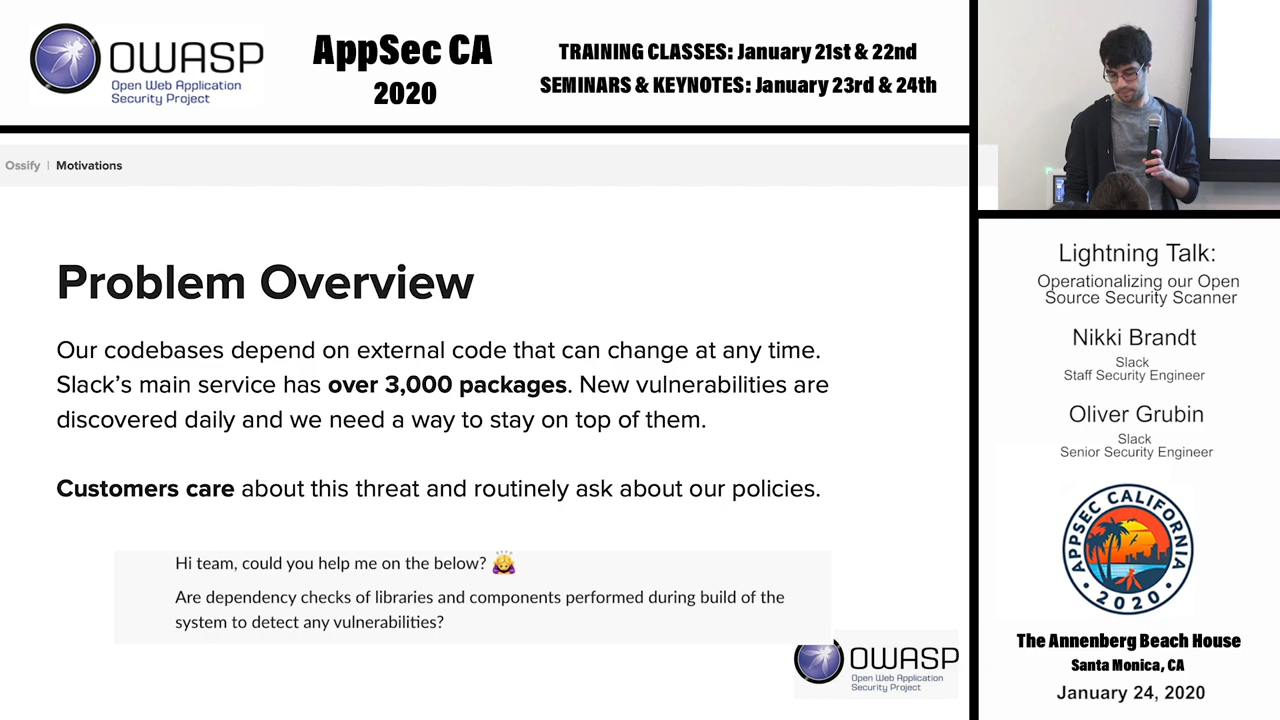 OWASP
Open Web Application
Security Project
AppSec CA
2020
TRAINING CLASSES: January 21st & 22nd
SEMINARS & KEYNOTES: January 23rd & 24th
Ossify | Motivations
Problem Overview
Our codebases depend on external code that can change at any time.
Slack’s main service has over 3,000 packages. New vulnerabilities are
discovered daily and we need a way to stay on top of them.
Customers care about this threat and routinely ask about our policies.
Hi team, could you help me on the below? 🙇‍♀️
Are dependency checks of libraries and components performed during build of the
system to detect any vulnerabilities?
OWASP
Open Web Application
Security Project
Lightning Talk:
Operationalizing our Open
Source Security Scanner
Nikki Brandt
Slack
Staff Security Engineer
Oliver Grubin
Slack
Senior Security Engineer
APPSEC CALIFORNIA
• 2020 •
The Annenberg Beach House
Santa Monica, CA
January 24, 2020